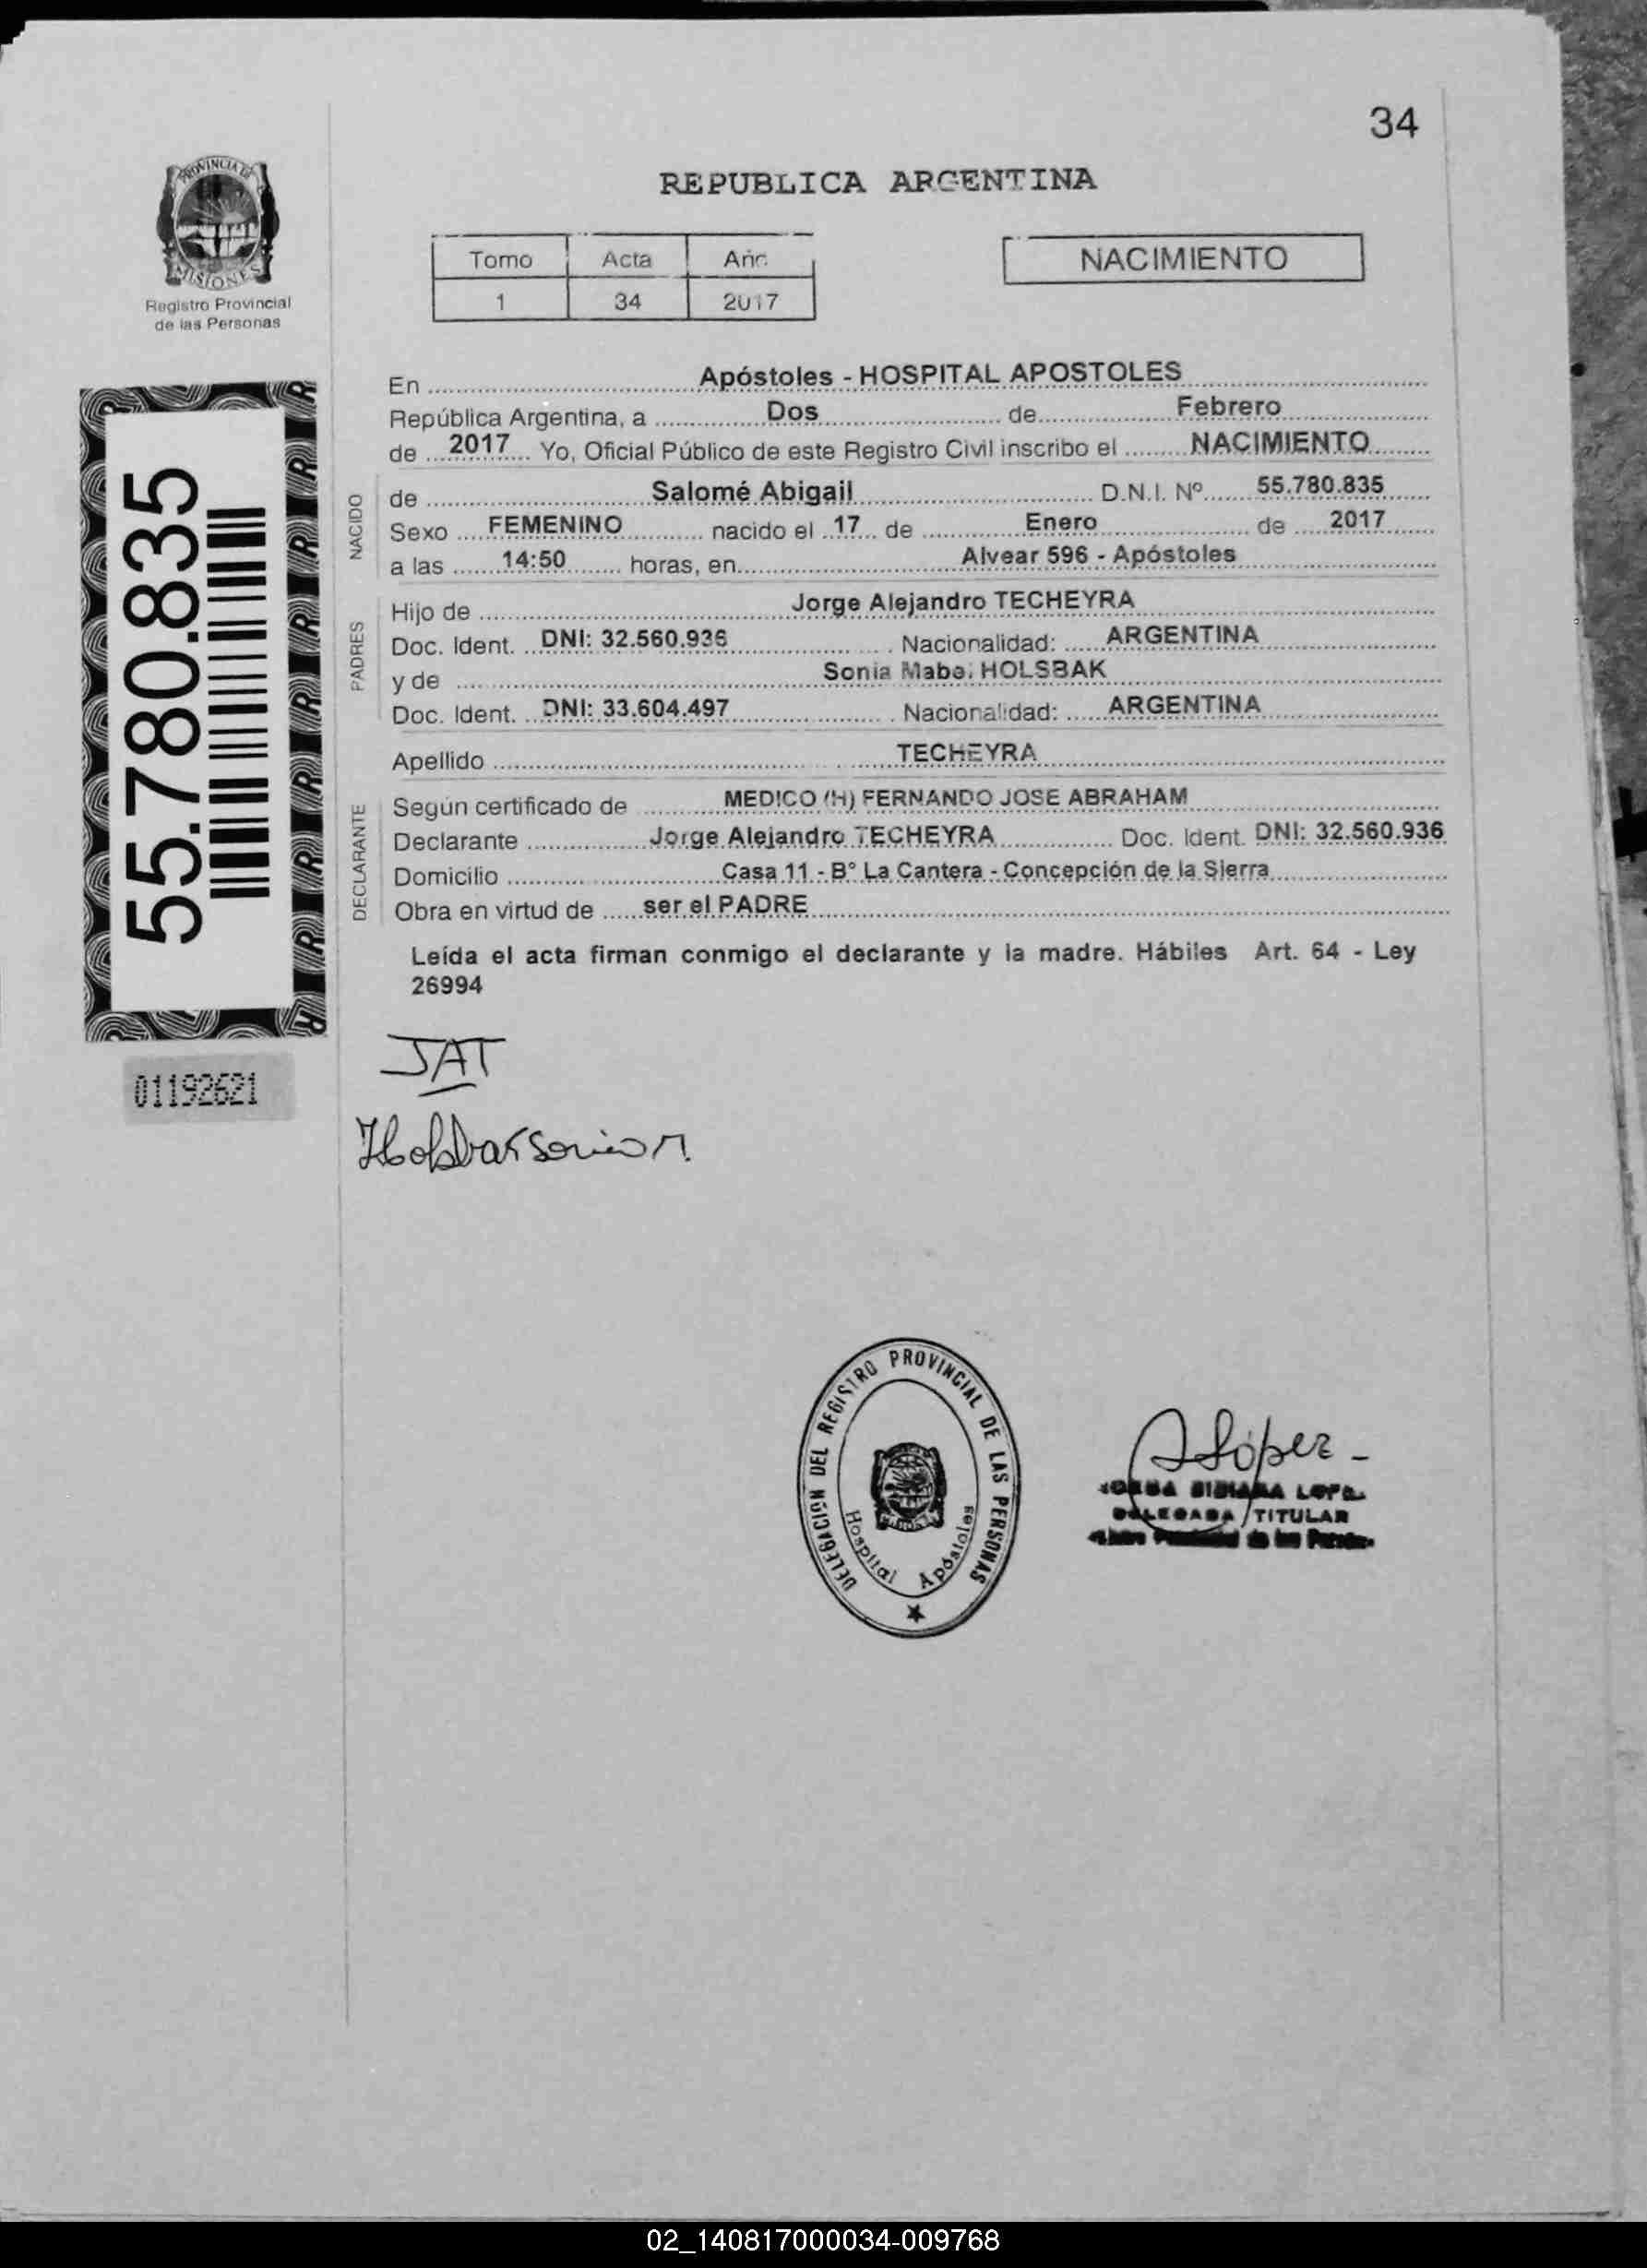 34
PROVINCIA DE
MISIONES
Registro Provincial
de las Personas
REPUBLICA ARGENTINA
Tomo Acta Año
1 34 2017
NACIMIENTO
55.780.835
01192621
En Apóstoles - HOSPITAL APOSTOLES
República Argentina, a Dos de Febrero
de 2017 Yo, Oficial Público de este Registro Civil inscribo el NACIMIENTO
NACIDO
de Salomé Abigail D.N.I. Nº 55.780.835
Sexo FEMENINO nacido el 17 de Enero de 2017
a las 14:50 horas, en Alvear 596 - Apóstoles
PADRES
Hijo de Jorge Alejandro TECHEYRA
Doc. Ident. DNI: 32.560.936 Nacionalidad: ARGENTINA
y de Sonia Mabel HOLSBAK
Doc. Ident. DNI: 33.604.497 Nacionalidad: ARGENTINA
Apellido TECHEYRA
DECLARANTE
Según certificado de MEDICO (H) FERNANDO JOSE ABRAHAM
Declarante Jorge Alejandro TECHEYRA Doc. Ident. DNI: 32.560.936
Domicilio Casa 11 - B° La Cantera - Concepción de la Sierra
Obra en virtud de ser el PADRE
Leída el acta firman conmigo el declarante y la madre. Hábiles Art. 64 - Ley
26994
JAT
Holsbak Sonia M.
DELEGACION DEL REGISTRO PROVINCIAL DE LAS PERSONAS
Hospital Apóstoles
López
TITULAR
02_140817000034-009768